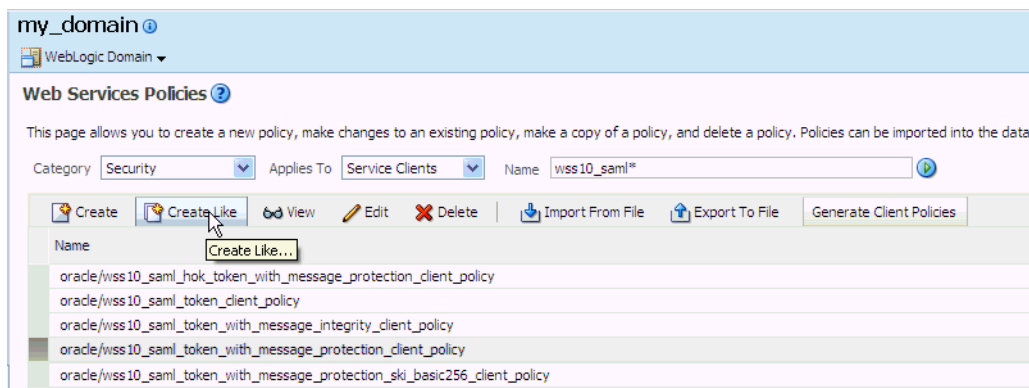 my_domain
WebLogic Domain
Web Services Policies
This page allows you to create a new policy, make changes to an existing policy, make a copy of a policy, and delete a policy. Policies can be imported into the data
Category Security Applies To Service Clients Name wss10_saml*
Create Create Like View Edit Delete Import From File Export To File Generate Client Policies
Name
Create Like...
oracle/wss10_saml_hok_token_with_message_protection_client_policy
oracle/wss10_saml_token_client_policy
oracle/wss10_saml_token_with_message_integrity_client_policy
oracle/wss10_saml_token_with_message_protection_client_policy
oracle/wss10_saml_token_with_message_protection_ski_basic256_client_policy